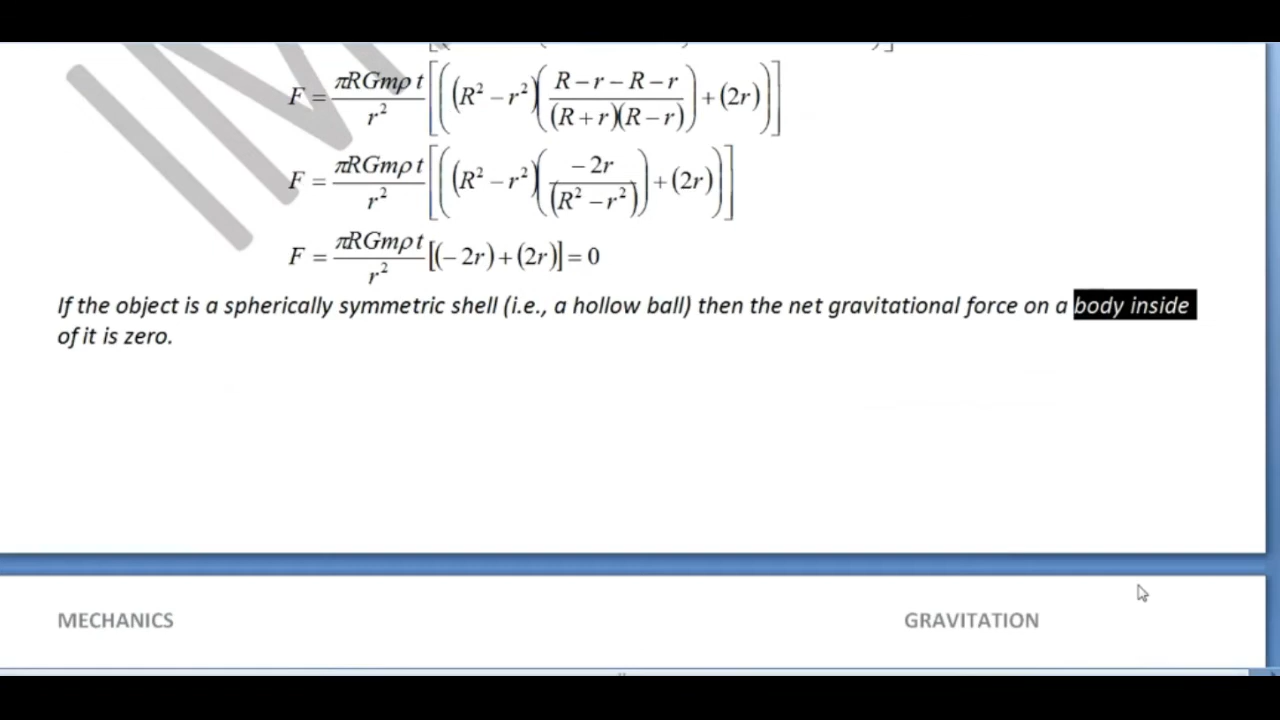 F = πRGmρt/r² [((R² − r²)((R − r − R − r)/((R + r)(R − r))) + (2r))]
F = πRGmρt/r² [((R² − r²)(−2r/(R² − r²)) + (2r))]
F = πRGmρt/r² [(−2r) + (2r)] = 0
If the object is a spherically symmetric shell (i.e., a hollow ball) then the net gravitational force on a body inside
of it is zero.
MECHANICS GRAVITATION